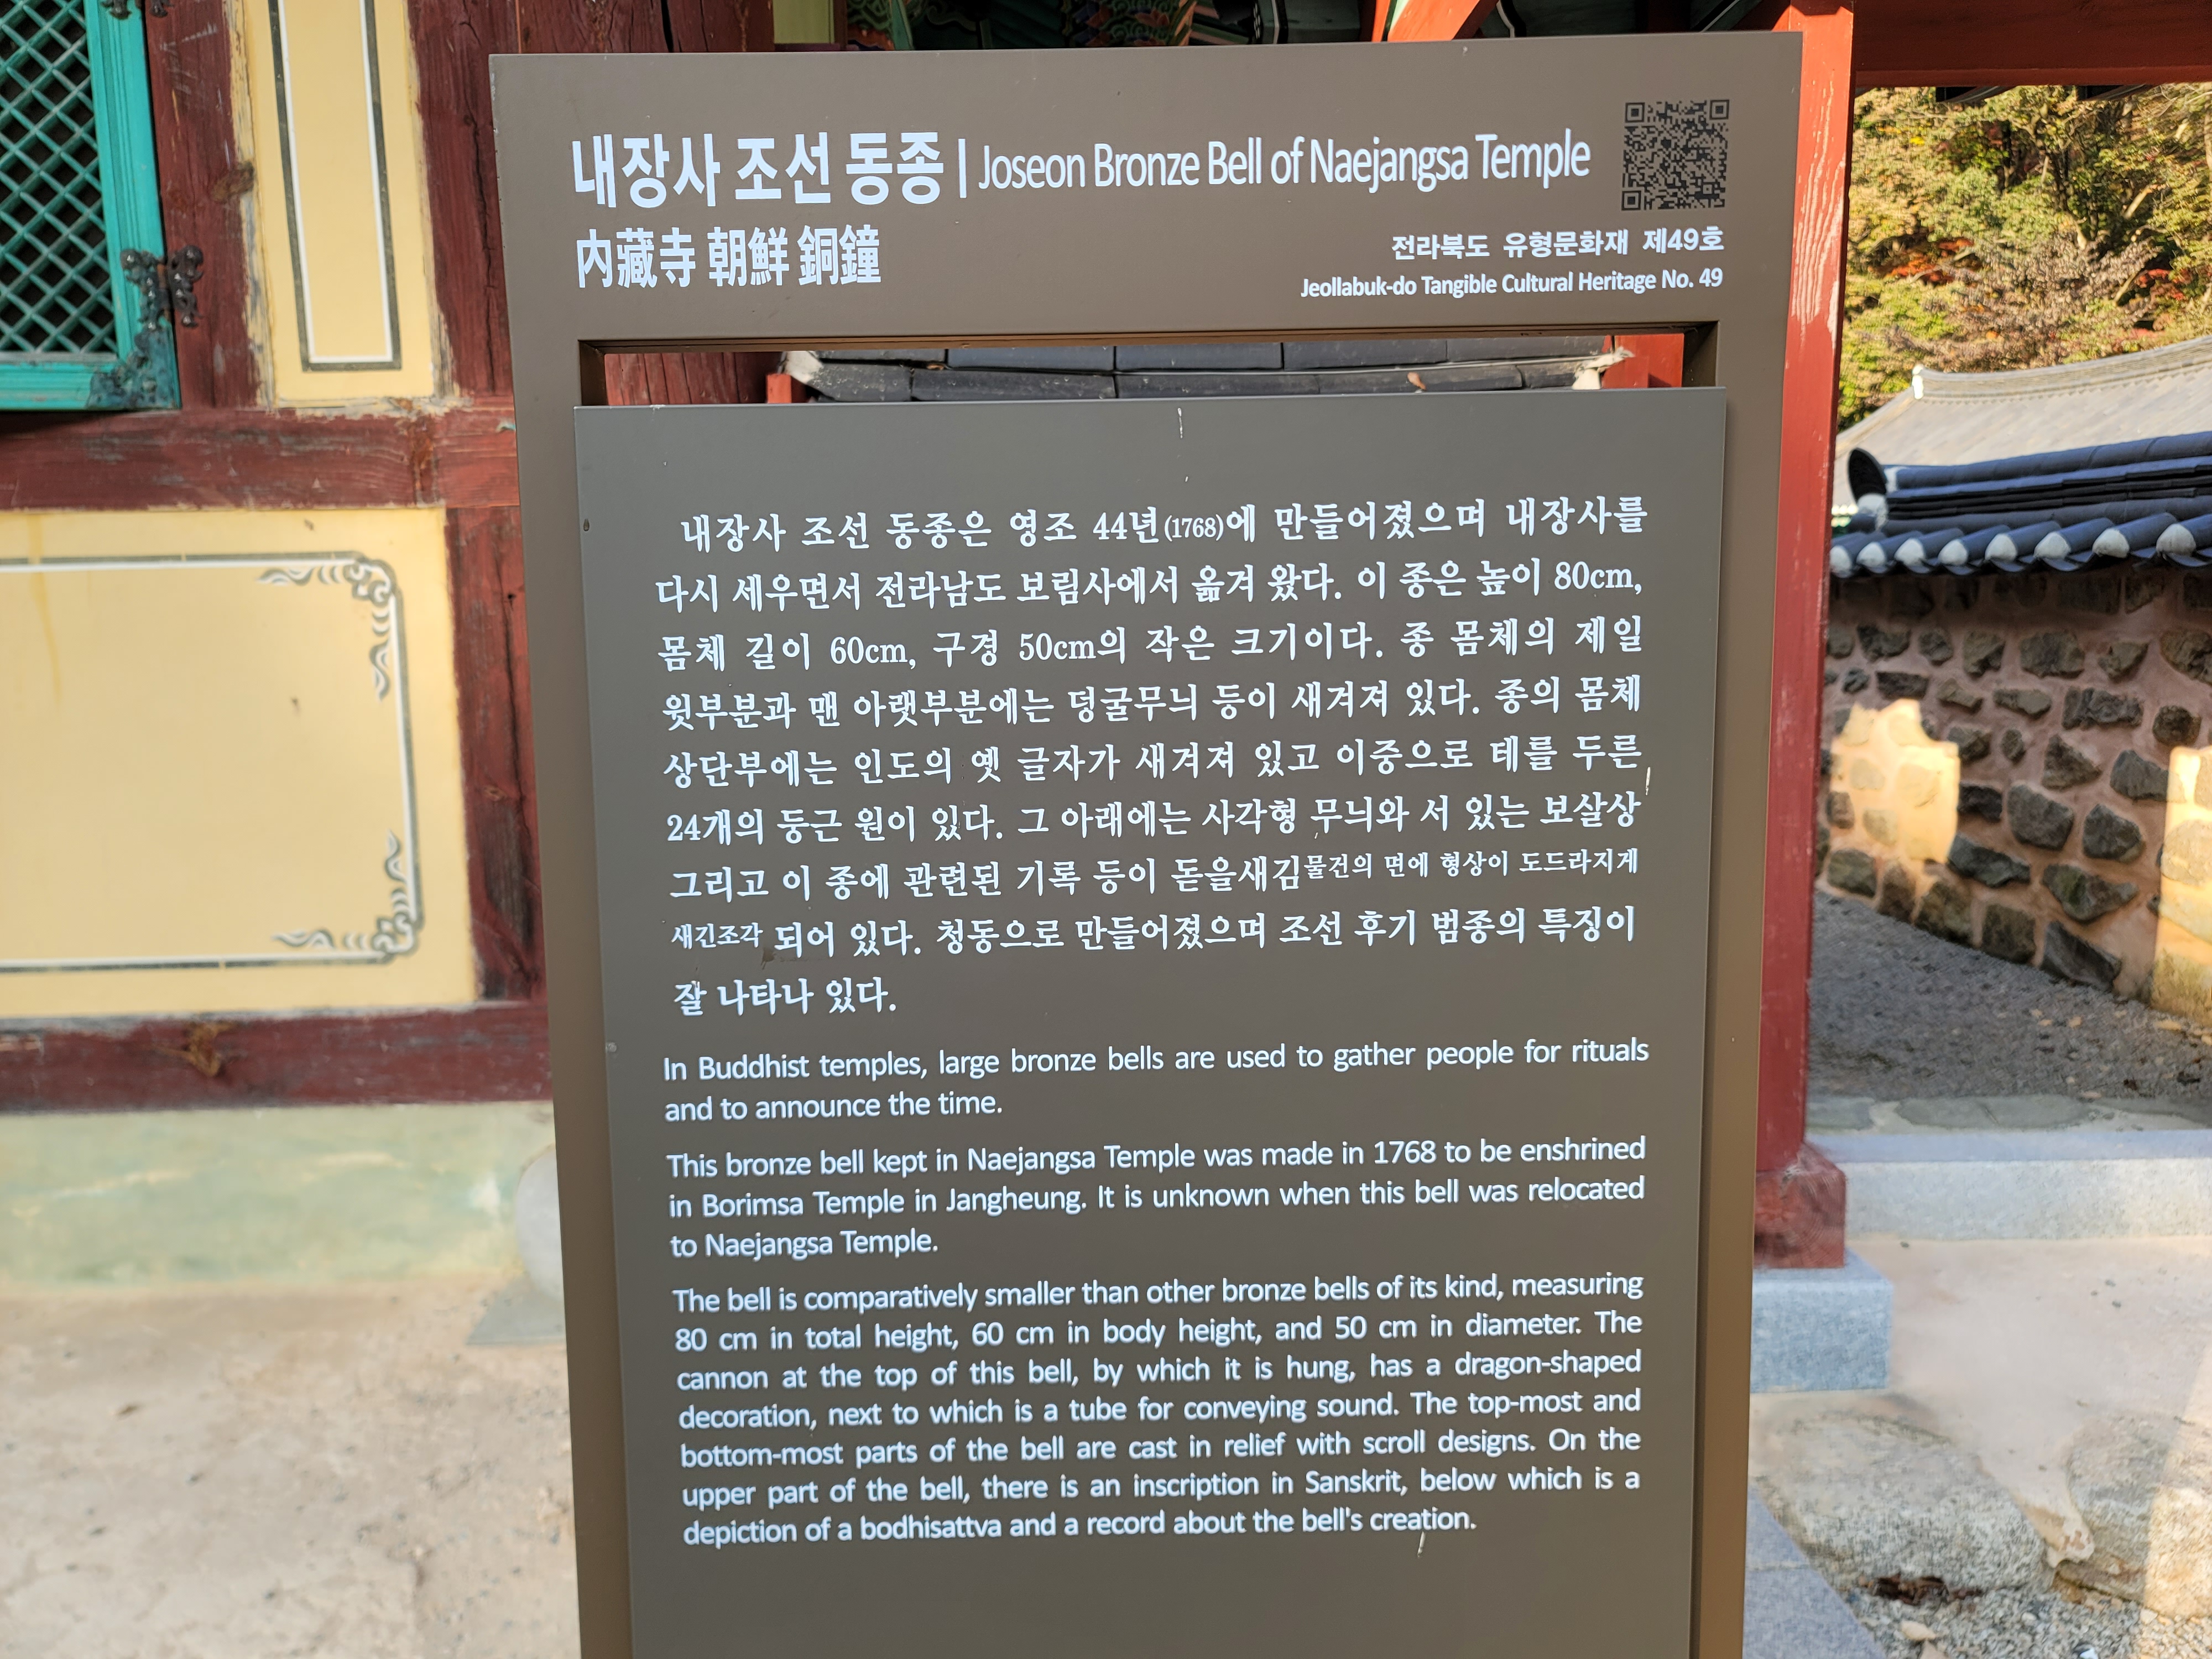 내장사 조선 동종 | Joseon Bronze Bell of Naejangsa Temple
内藏寺 朝鮮 銅鐘
전라북도 유형문화재 제49호
Jeollabuk-do Tangible Cultural Heritage No. 49
내장사 조선 동종은 영조 44년(1768)에 만들어졌으며 내장사를
다시 세우면서 전라남도 보림사에서 옮겨 왔다. 이 종은 높이 80cm,
몸체 길이 60cm, 구경 50cm의 작은 크기이다. 종 몸체의 제일
윗부분과 맨 아랫부분에는 덩굴무늬 등이 새겨져 있다. 종의 몸체
상단부에는 인도의 옛 글자가 새겨져 있고 이중으로 테를 두른
24개의 둥근 원이 있다. 그 아래에는 사각형 무늬와 서 있는 보살상
그리고 이 종에 관련된 기록 등이 돋을새김물건의 면에 형상이 도드라지게
새긴조각 되어 있다. 청동으로 만들어졌으며 조선 후기 범종의 특징이
잘 나타나 있다.
In Buddhist temples, large bronze bells are used to gather people for rituals
and to announce the time.
This bronze bell kept in Naejangsa Temple was made in 1768 to be enshrined
in Borimsa Temple in Jangheung. It is unknown when this bell was relocated
to Naejangsa Temple.
The bell is comparatively smaller than other bronze bells of its kind, measuring
80 cm in total height, 60 cm in body height, and 50 cm in diameter. The
cannon at the top of this bell, by which it is hung, has a dragon-shaped
decoration, next to which is a tube for conveying sound. The top-most and
bottom-most parts of the bell are cast in relief with scroll designs. On the
upper part of the bell, there is an inscription in Sanskrit, below which is a
depiction of a bodhisattva and a record about the bell's creation.